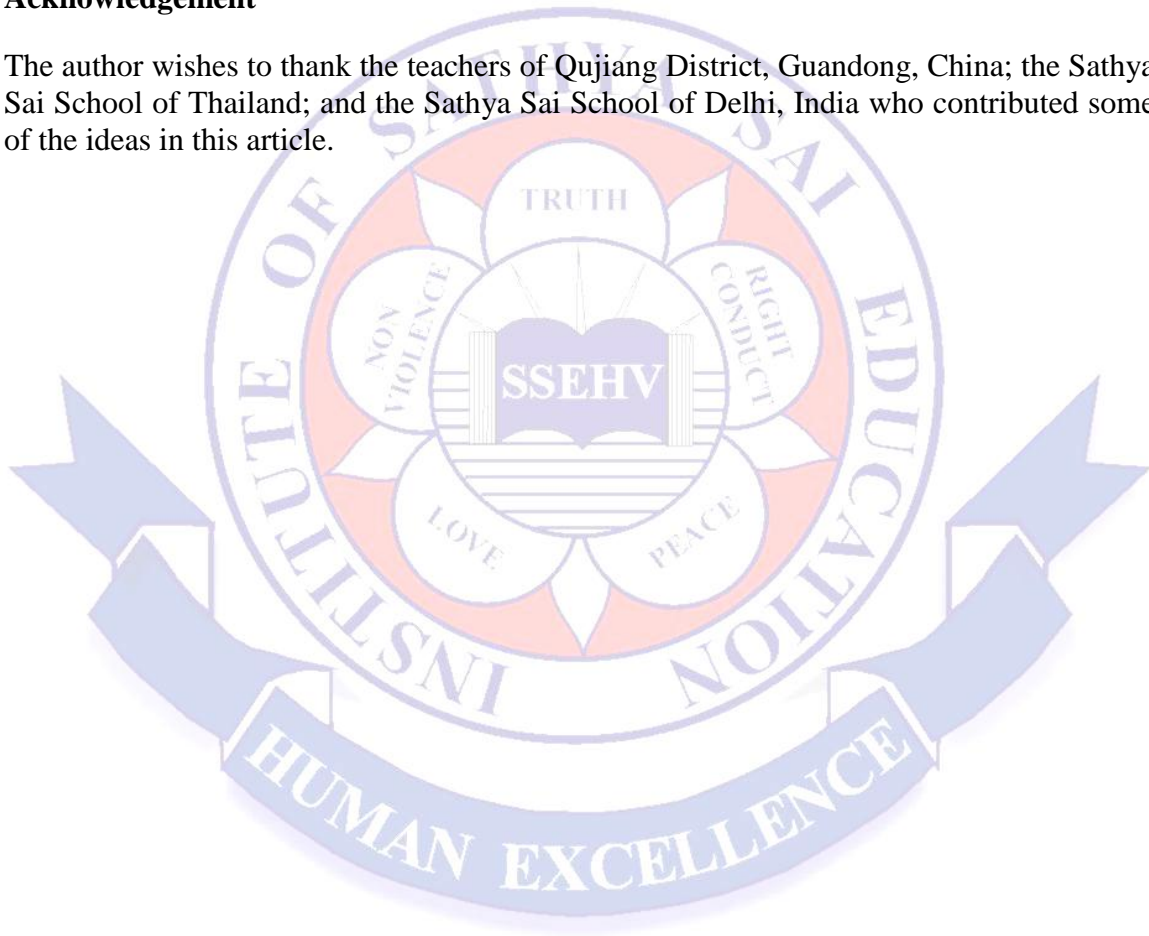 Acknowledgement
The author wishes to thank the teachers of Qujiang District, Guandong, China; the Sathya
Sai School of Thailand; and the Sathya Sai School of Delhi, India who contributed some
of the ideas in this article.
INSTITUTE OF SATHYA SAI EDUCATION
TRUTH
NON
VIOLENCE
RIGHT
CONDUCT
SSEHV
LOVE
PEACE
HUMAN EXCELLENCE